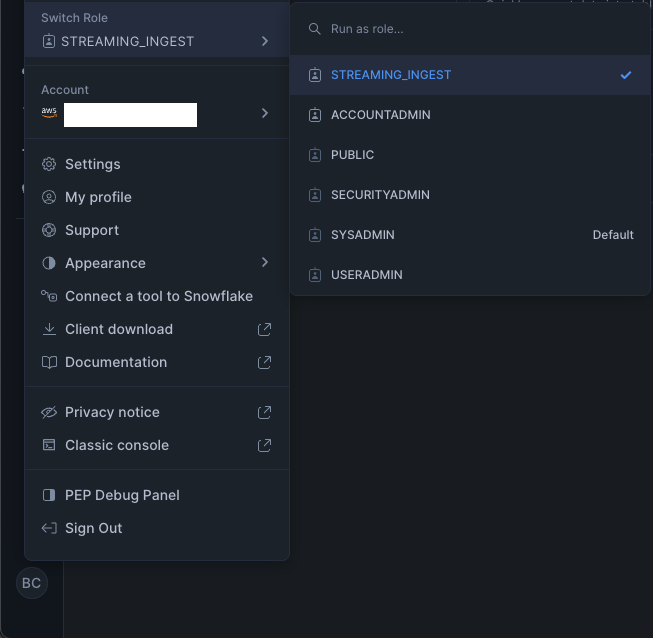 Switch Role
STREAMING_INGEST
Account
aws
Settings
My profile
Support
Appearance
Connect a tool to Snowflake
Client download
Documentation
Privacy notice
Classic console
PEP Debug Panel
Sign Out
BC
Run as role...
STREAMING_INGEST
ACCOUNTADMIN
PUBLIC
SECURITYADMIN
SYSADMIN Default
USERADMIN